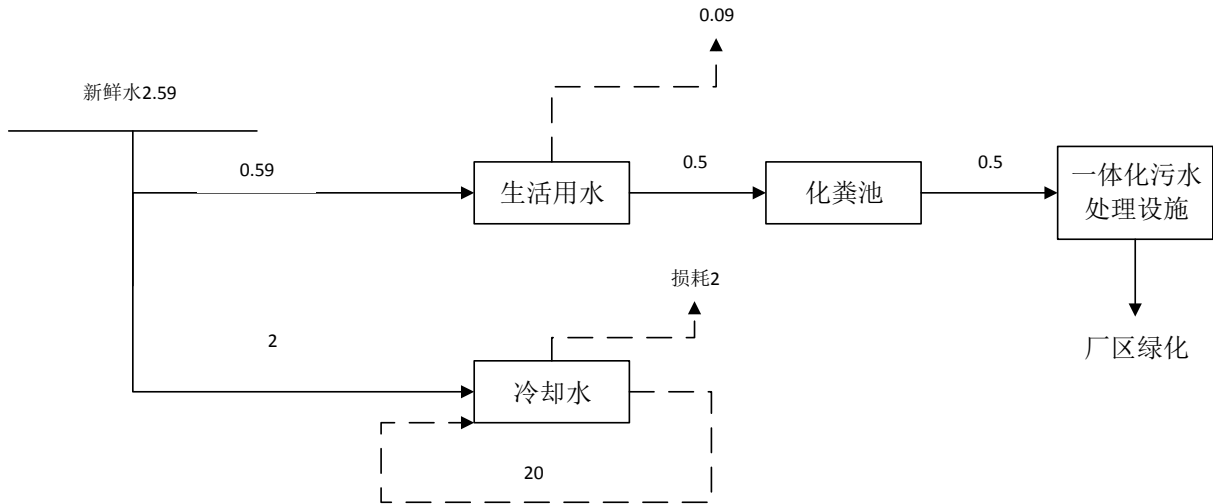 0.09
新鲜水2.59
0.59
生活用水
0.5
化粪池
0.5
一体化污水
处理设施
损耗2
2
厂区绿化
冷却水
20